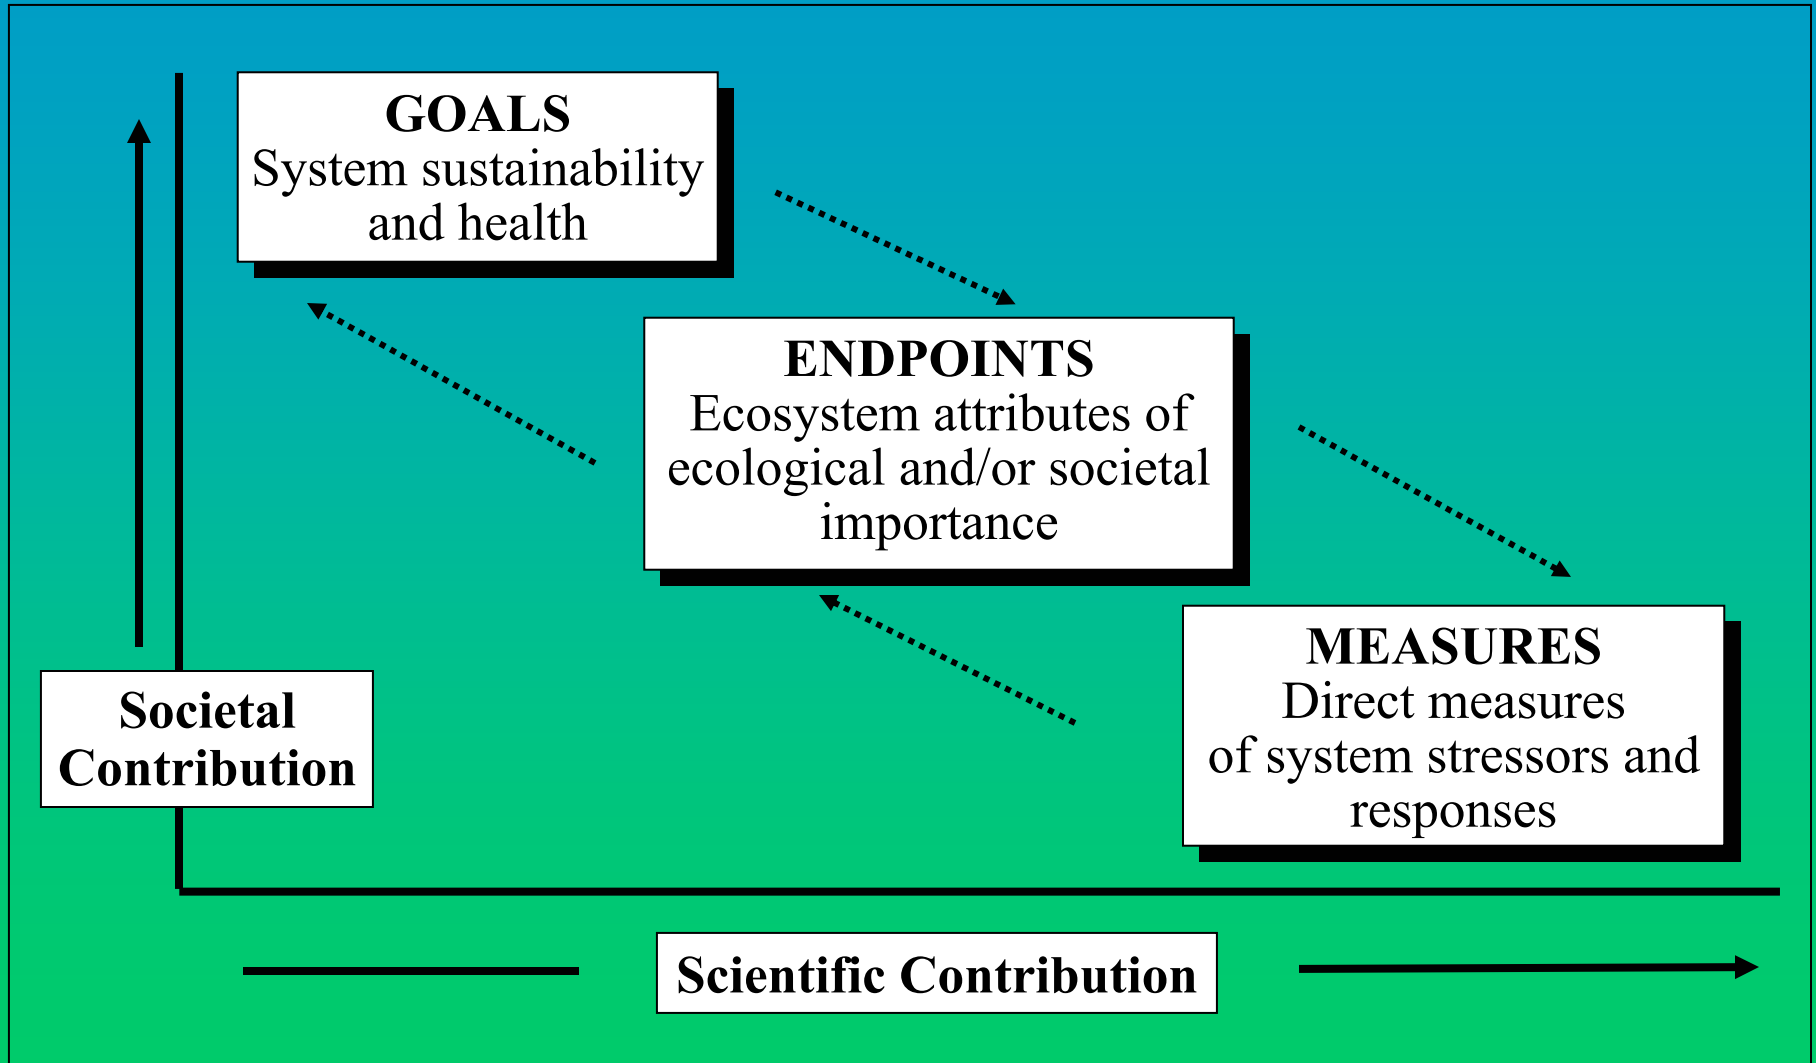 GOALS
System sustainability
and health
ENDPOINTS
Ecosystem attributes of
ecological and/or societal
importance
MEASURES
Direct measures
of system stressors and
responses
Societal
Contribution
Scientific Contribution